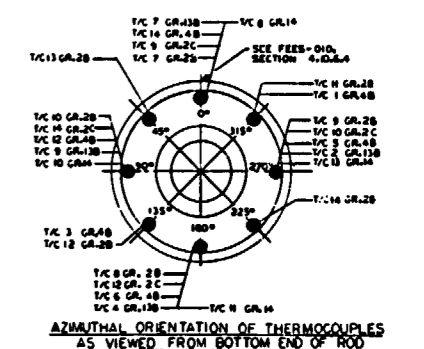 T/C 7 GR.13B
T/C 8 GR.14
T/C 14 GR.4B
T/C 9 GR.2C
T/C 7 GR.2B
SEE FEES-010,
SECTION
T/C 13 GR.2B
T/C 11 GR.2B
T/C 1 GR.4B
0°
45°
315°
T/C 10 GR.2B
T/C 14 GR.2C
T/C 12 GR.4B
T/C 9 GR.13B
T/C 10 GR.14
T/C 9 GR.2B
T/C 10 GR.2C
T/C 5 GR.4B
T/C 2 GR.13B
T/C 13 GR.14
90°
270°
135°
225°
180°
T/C 14 GR.2B
T/C 3 GR.4B
T/C 12 GR.2B
T/C 8 GR. 2B
T/C 12 GR. 2C
T/C 6 GR. 4B
T/C 4 GR.13B
T/C 11 GR.14
AZIMUTHAL ORIENTATION OF THERMOCOUPLES
AS VIEWED FROM BOTTOM END OF ROD